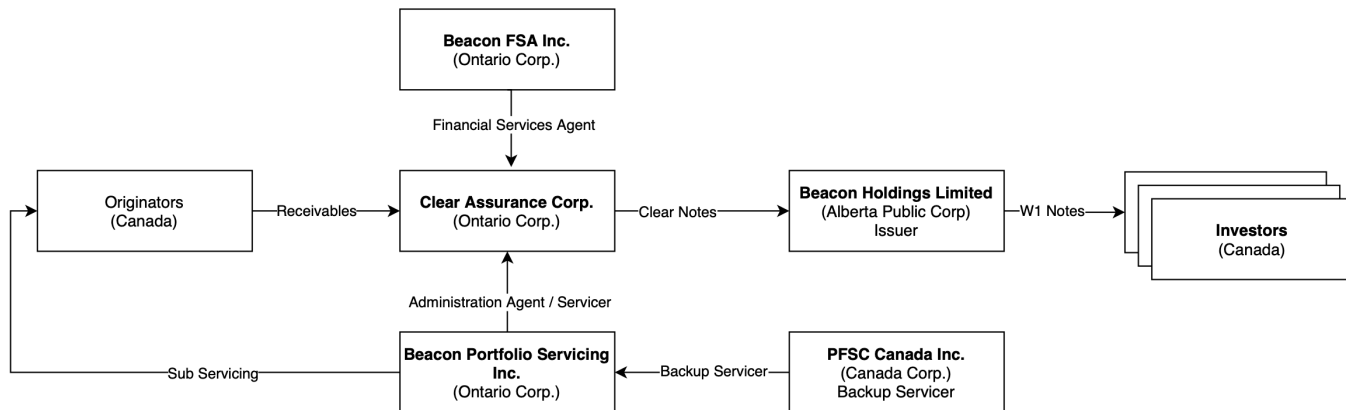 Beacon FSA Inc.
(Ontario Corp.)
Financial Services Agent
Originators
(Canada)
Receivables
Clear Assurance Corp.
(Ontario Corp.)
Clear Notes
Beacon Holdings Limited
(Alberta Public Corp)
Issuer
W1 Notes
Investors
(Canada)
Administration Agent / Servicer
Sub Servicing
Beacon Portfolio Servicing
Inc.
(Ontario Corp.)
Backup Servicer
PFSC Canada Inc.
(Canada Corp.)
Backup Servicer